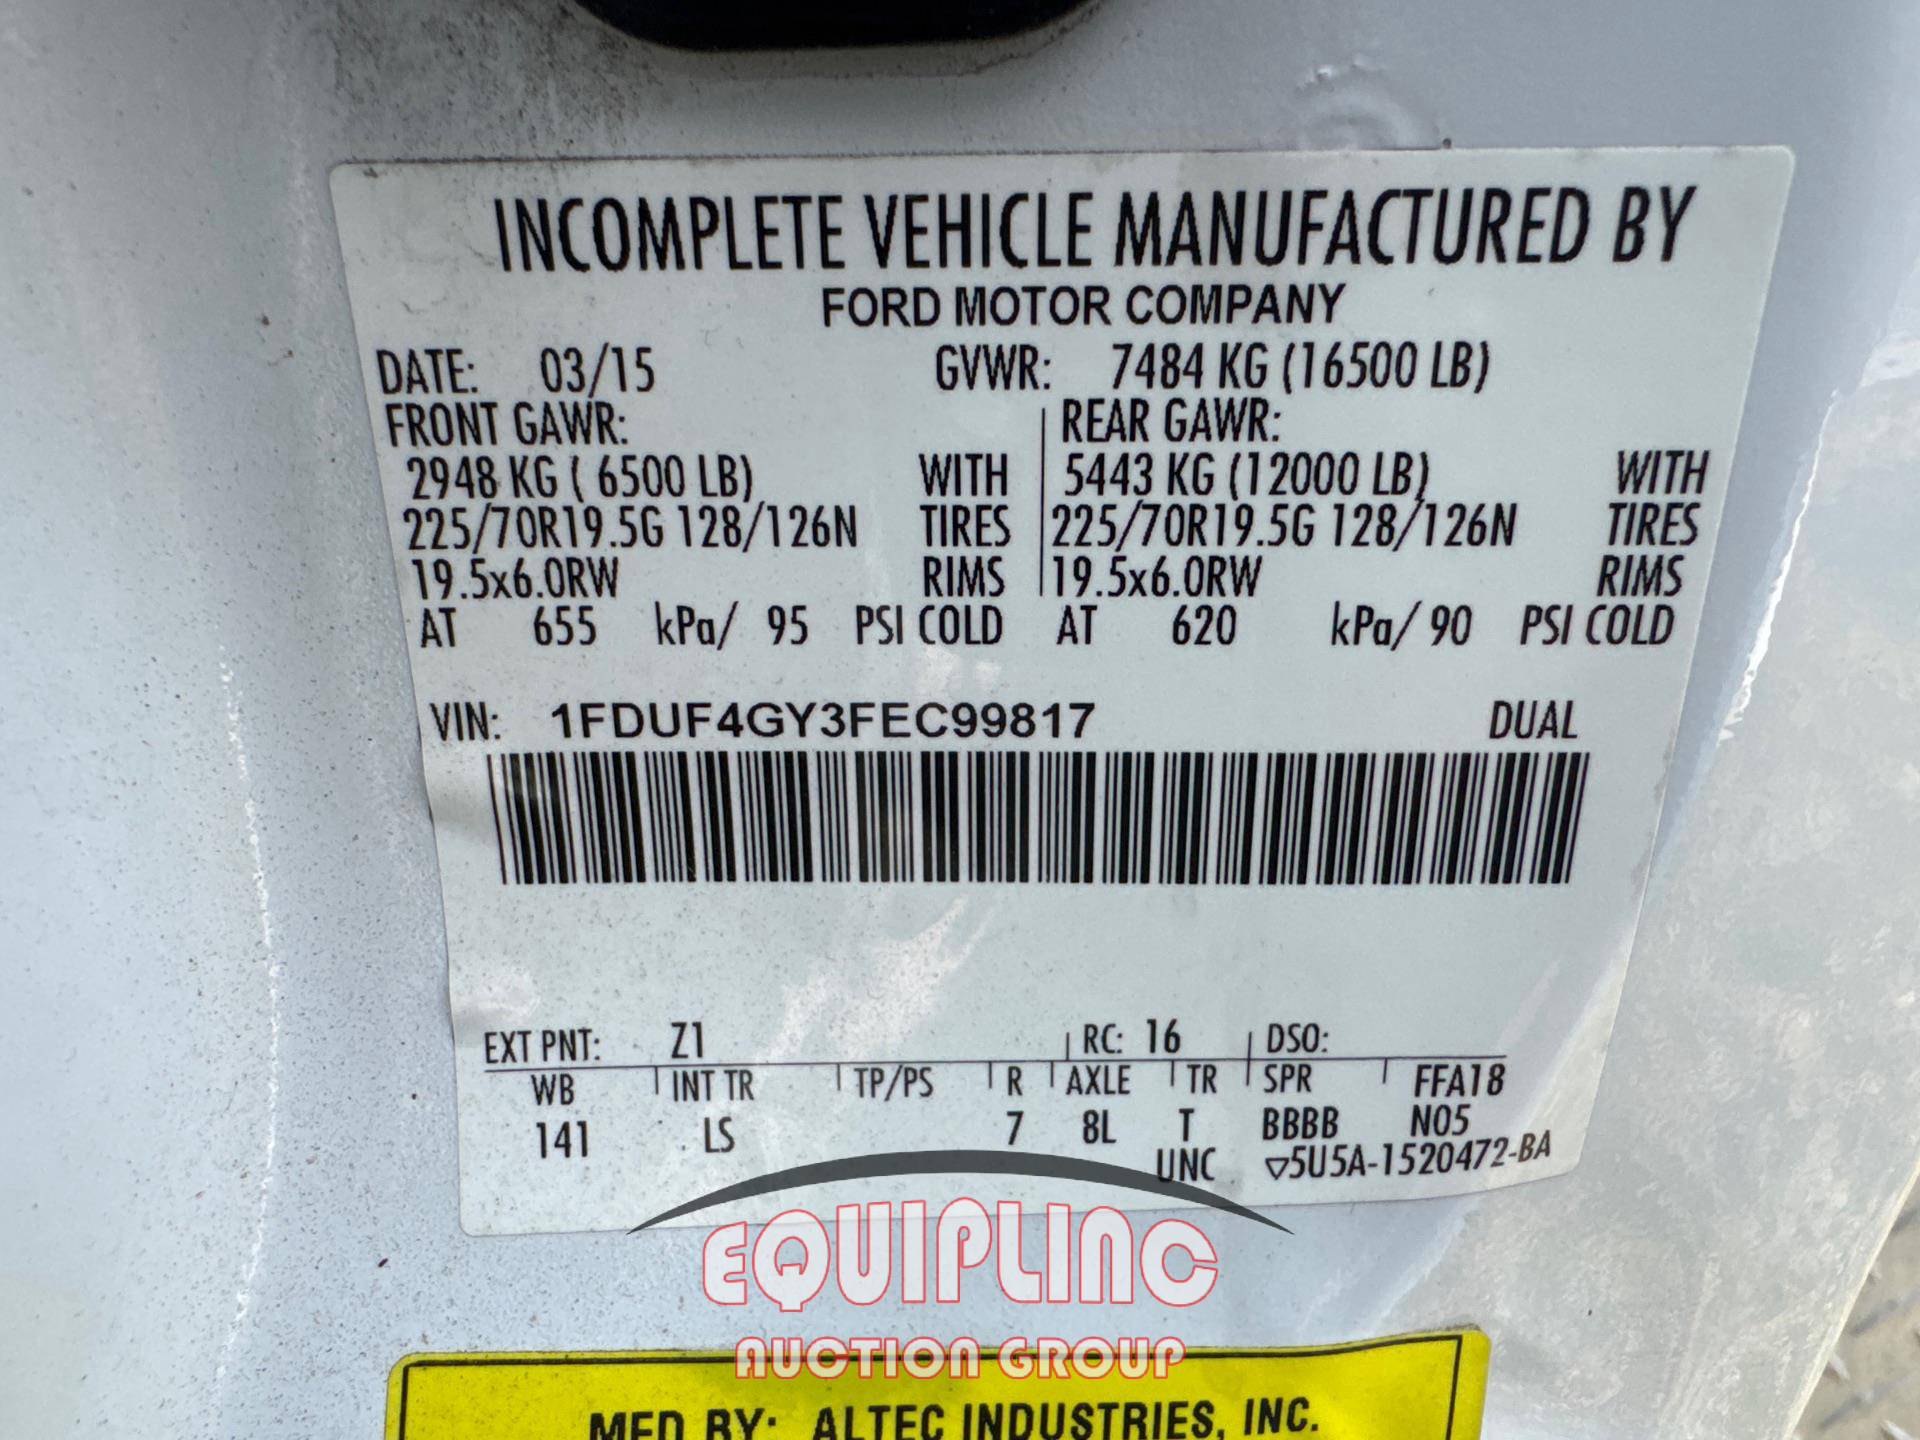 INCOMPLETE VEHICLE MANUFACTURED BY
FORD MOTOR COMPANY
DATE: 03/15 GVWR: 7484 KG (16500 LB)
FRONT GAWR: REAR GAWR:
2948 KG ( 6500 LB) WITH 5443 KG (12000 LB) WITH
225/70R19.5G 128/126N TIRES 225/70R19.5G 128/126N TIRES
19.5x6.0RW RIMS 19.5x6.0RW RIMS
AT 655 kPa/ 95 PSI COLD AT 620 kPa/ 90 PSI COLD
VIN: 1FDUF4GY3FEC99817 DUAL
EXT PNT: Z1 RC: 16 DSO:
WB INT TR TP/PS R AXLE TR SPR FFA18
141 LS 7 8L T BBBB N05
UNC ▽5U5A-1520472-BA
EQUIPLINC
AUCTION GROUP
MFD BY: ALTEC INDUSTRIES, INC.